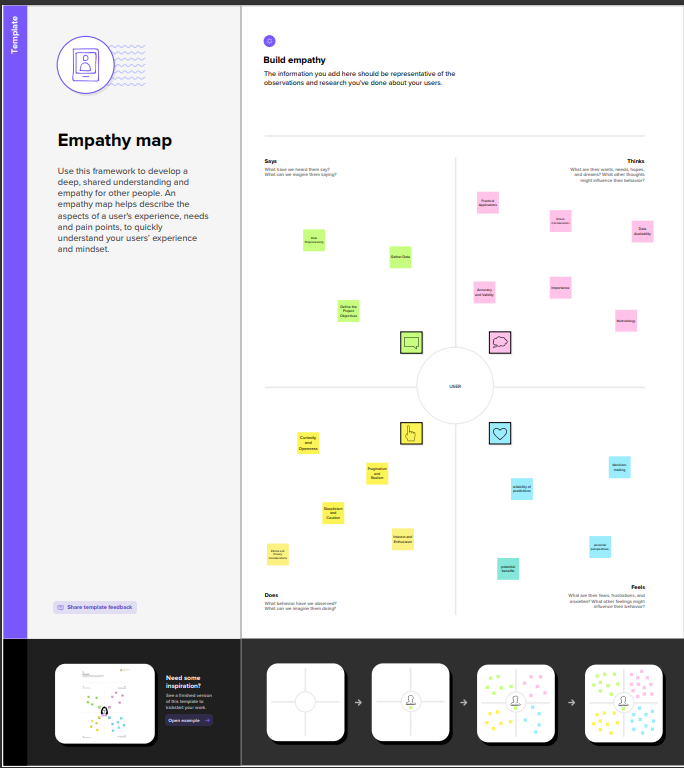 Template
Empathy map
Use this framework to develop a
deep, shared understanding and
empathy for other people. An
empathy map helps describe the
aspects of a user's experience, needs
and pain points, to quickly
understand your users' experience
and mindset.
Share template feedback
Build empathy
The information you add here should be representative of the
observations and research you've done about your users.
Says
What have we heard them say?
What can we imagine them saying?
Thinks
What are their wants, needs, hopes,
and dreams? What other thoughts
might influence their behavior?
Practical
Applications
Data
Availability
Define Data
Define the
Project
Objectives
Accuracy
and Validity
Importance
Methodology
USER
Curiosity
and
Openness
Pragmatism
and
Realism
Skepticism
and
Caution
Interest and
Enthusiasm
decision-
making
reliability of
predictions
potential
perspectives
potential
benefits
Does
What behavior have we observed?
What can we imagine them doing?
Feels
What are their fears, frustrations, and
anxieties? What other feelings might
influence their behavior?
Need some
inspiration?
See a finished version
of this template to
kickstart your work.
Open example